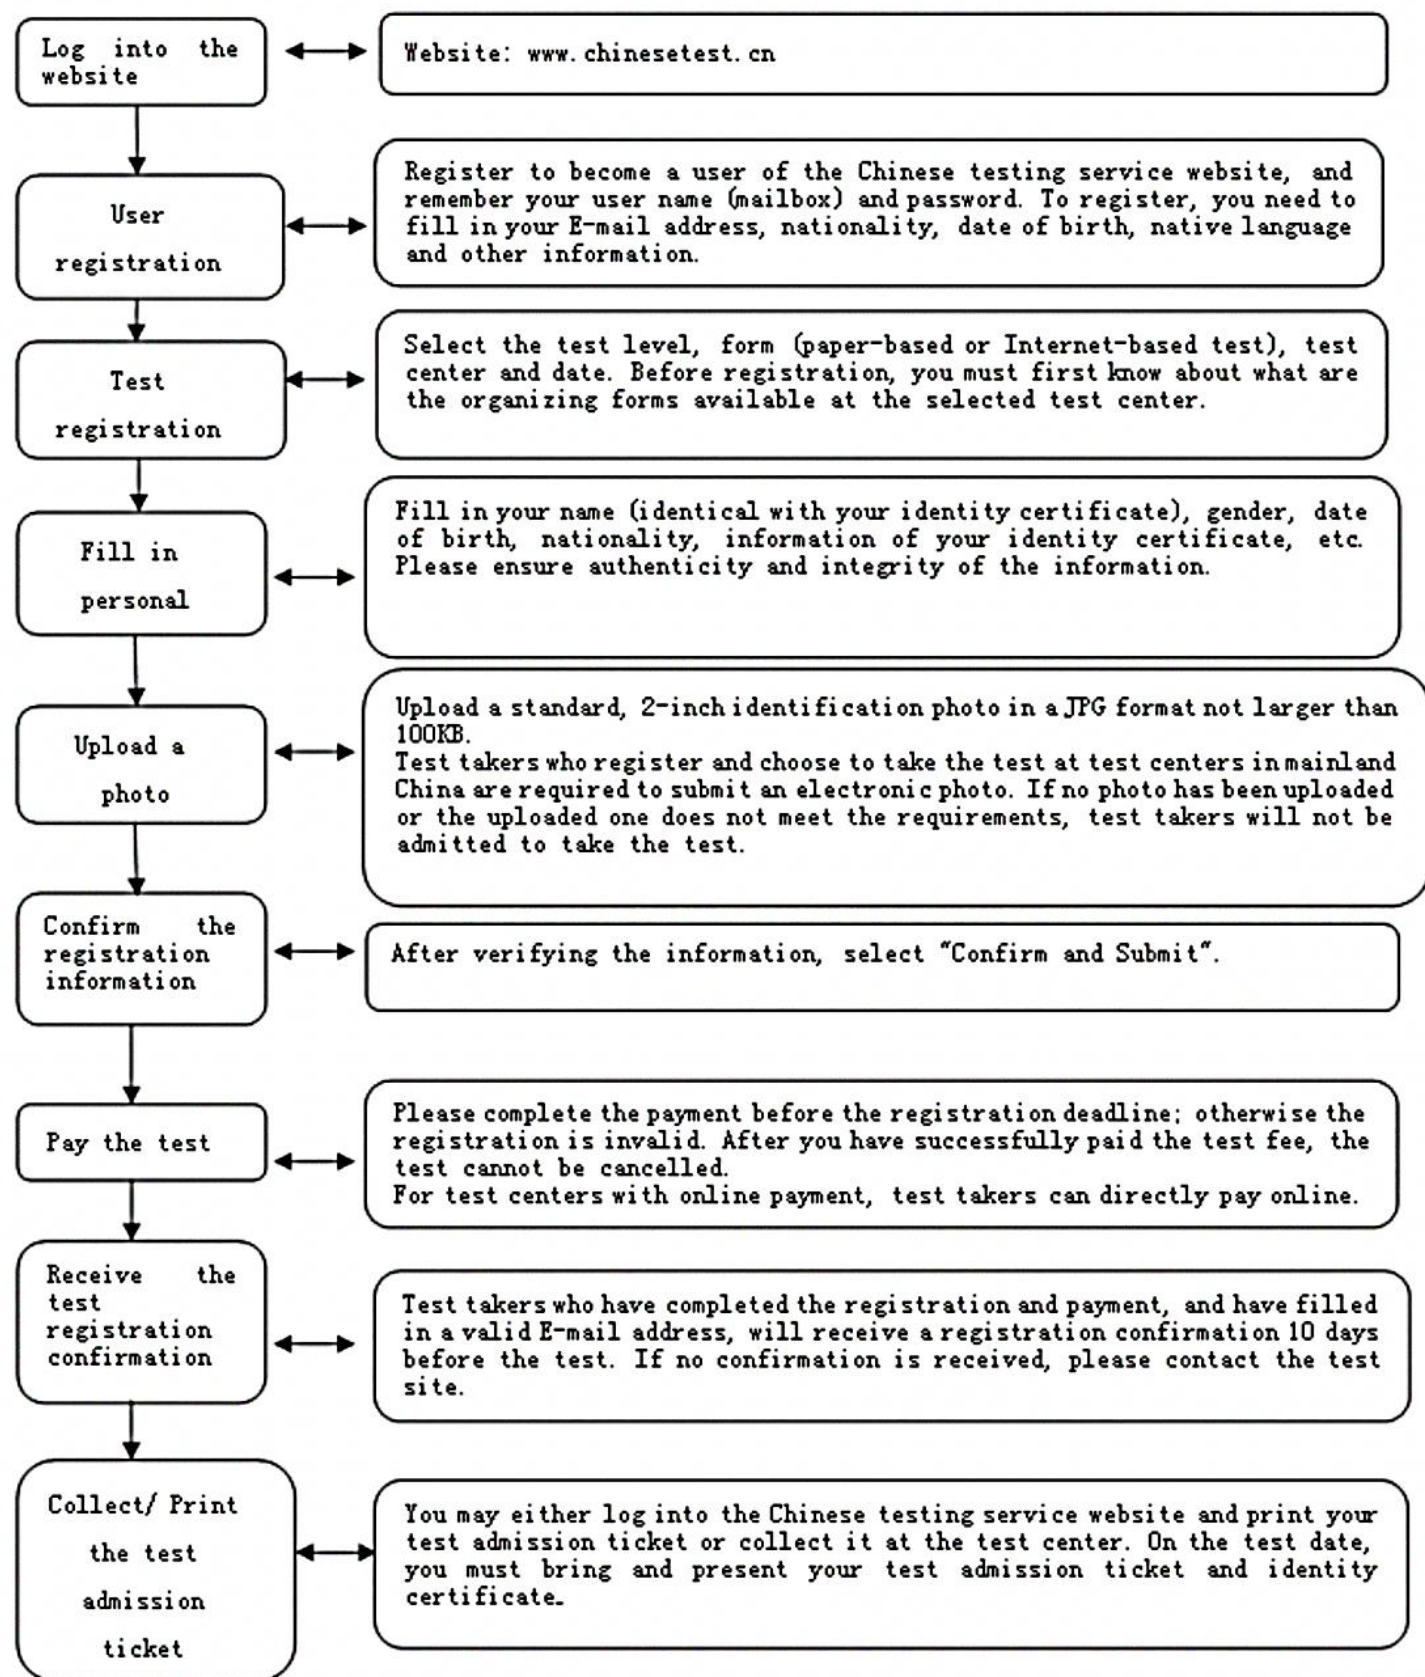 Log into the
website
Website: www.chinesetest.cn
User
registration
Register to become a user of the Chinese testing service website, and
remember your user name (mailbox) and password. To register, you need to
fill in your E-mail address, nationality, date of birth, native language
and other information.
Test
registration
Select the test level, form (paper-based or Internet-based test), test
center and date. Before registration, you must first know about what are
the organizing forms available at the selected test center.
Fill in
personal
Fill in your name (identical with your identity certificate), gender, date
of birth, nationality, information of your identity certificate, etc.
Please ensure authenticity and integrity of the information.
Upload a
photo
Upload a standard, 2-inch identification photo in a JPG format not larger than
100KB.
Test takers who register and choose to take the test at test centers in mainland
China are required to submit an electronic photo. If no photo has been uploaded
or the uploaded one does not meet the requirements, test takers will not be
admitted to take the test.
Confirm the
registration
information
After verifying the information, select "Confirm and Submit".
Pay the test
Please complete the payment before the registration deadline; otherwise the
registration is invalid. After you have successfully paid the test fee, the
test cannot be cancelled.
For test centers with online payment, test takers can directly pay online.
Receive the
test
registration
confirmation
Test takers who have completed the registration and payment, and have filled
in a valid E-mail address, will receive a registration confirmation 10 days
before the test. If no confirmation is received, please contact the test
site.
Collect/ Print
the test
admission
ticket
You may either log into the Chinese testing service website and print your
test admission ticket or collect it at the test center. On the test date,
you must bring and present your test admission ticket and identity
certificate.